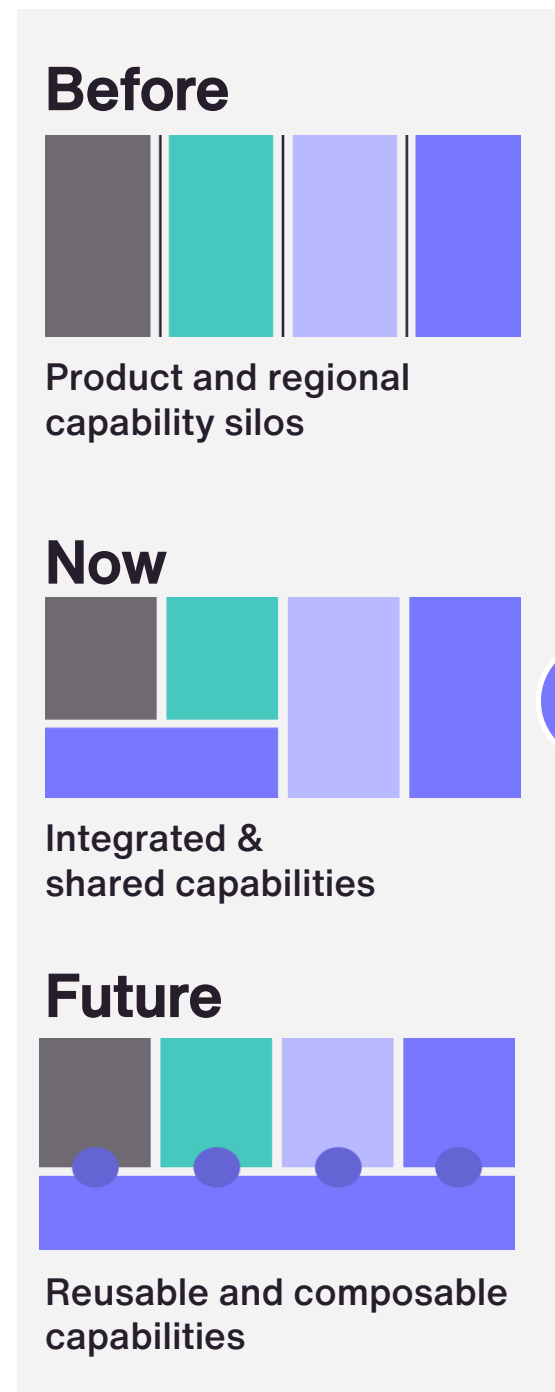 Before
Product and regional
capability silos
Now
Integrated &
shared capabilities
Future
Reusable and composable
capabilities